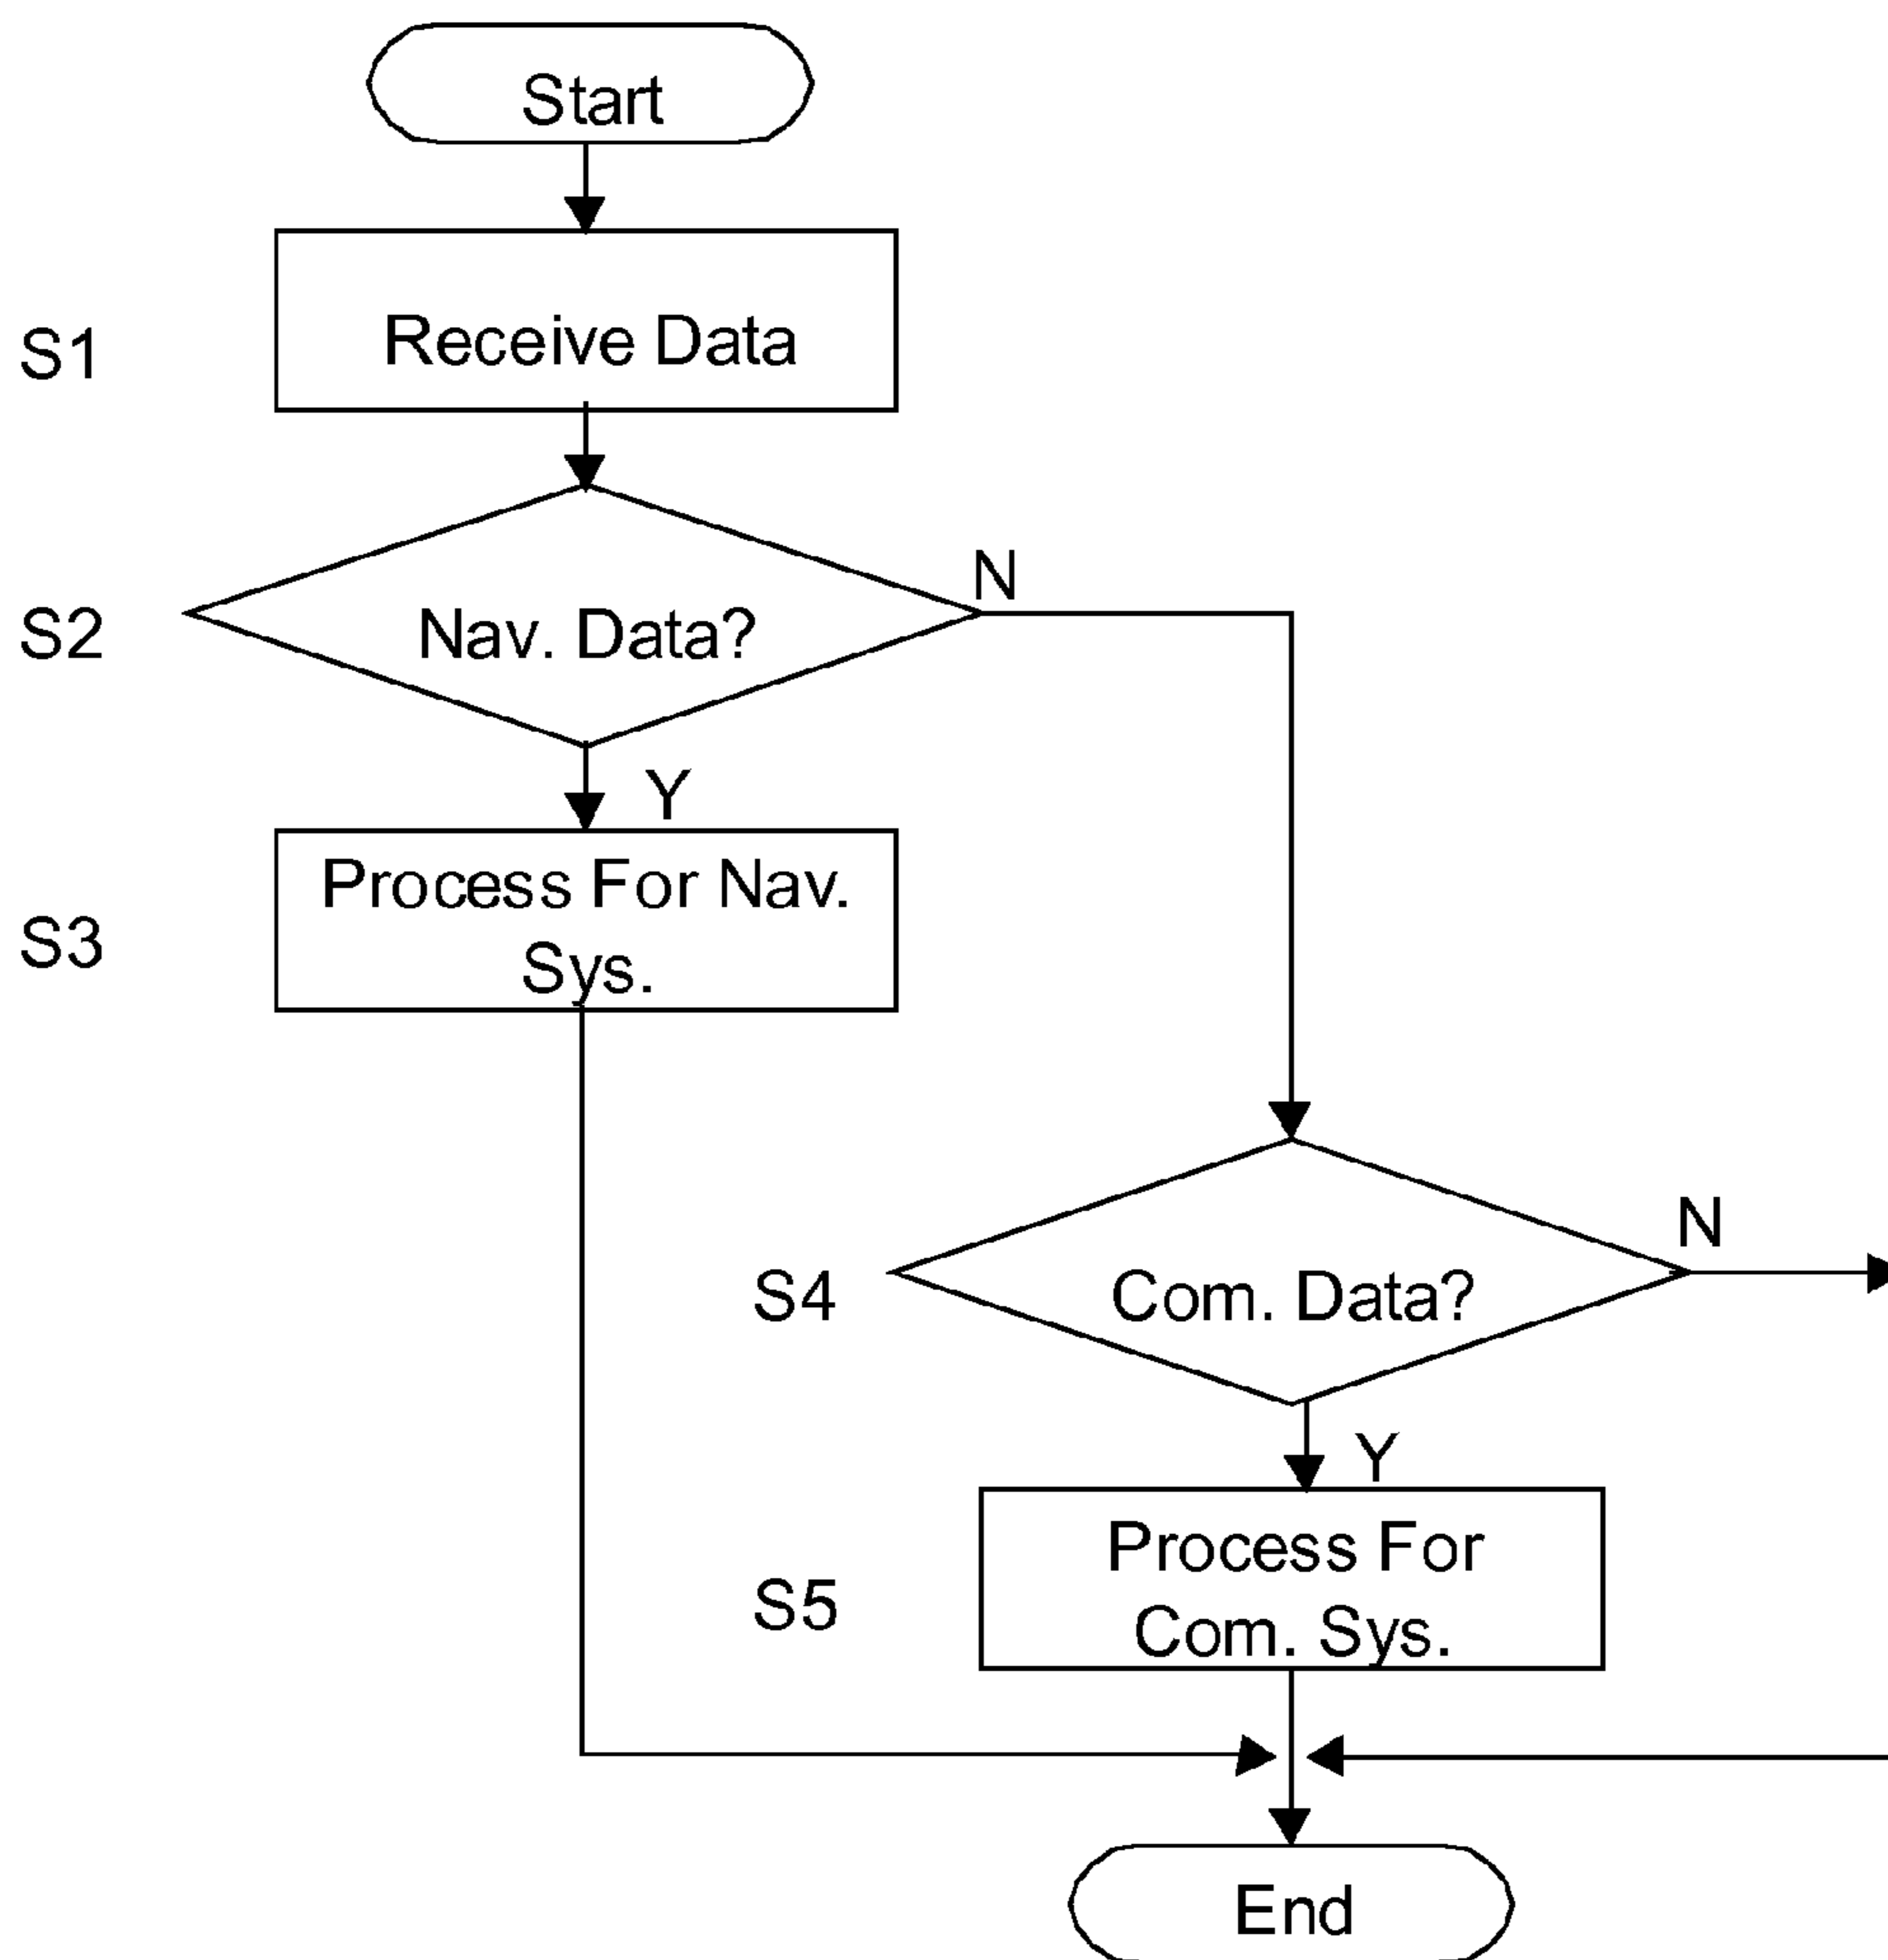 Start
S1
Receive Data
S2
Nav. Data?
N
Y
S3
Process For Nav.
Sys.
S4
Com. Data?
N
Y
S5
Process For
Com. Sys.
End